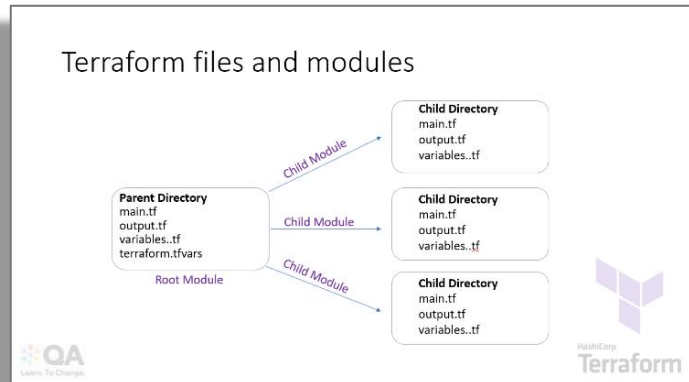 Terraform files and modules
Child Directory
main.tf
output.tf
variables..tf
Child Module
Parent Directory
main.tf
output.tf
variables..tf
terraform.tfvars
Root Module
Child Module
Child Directory
main.tf
output.tf
variables..tf
Child Module
Child Directory
main.tf
output.tf
variables..tf
QA
Learn. To Change.
HashiCorp
Terraform